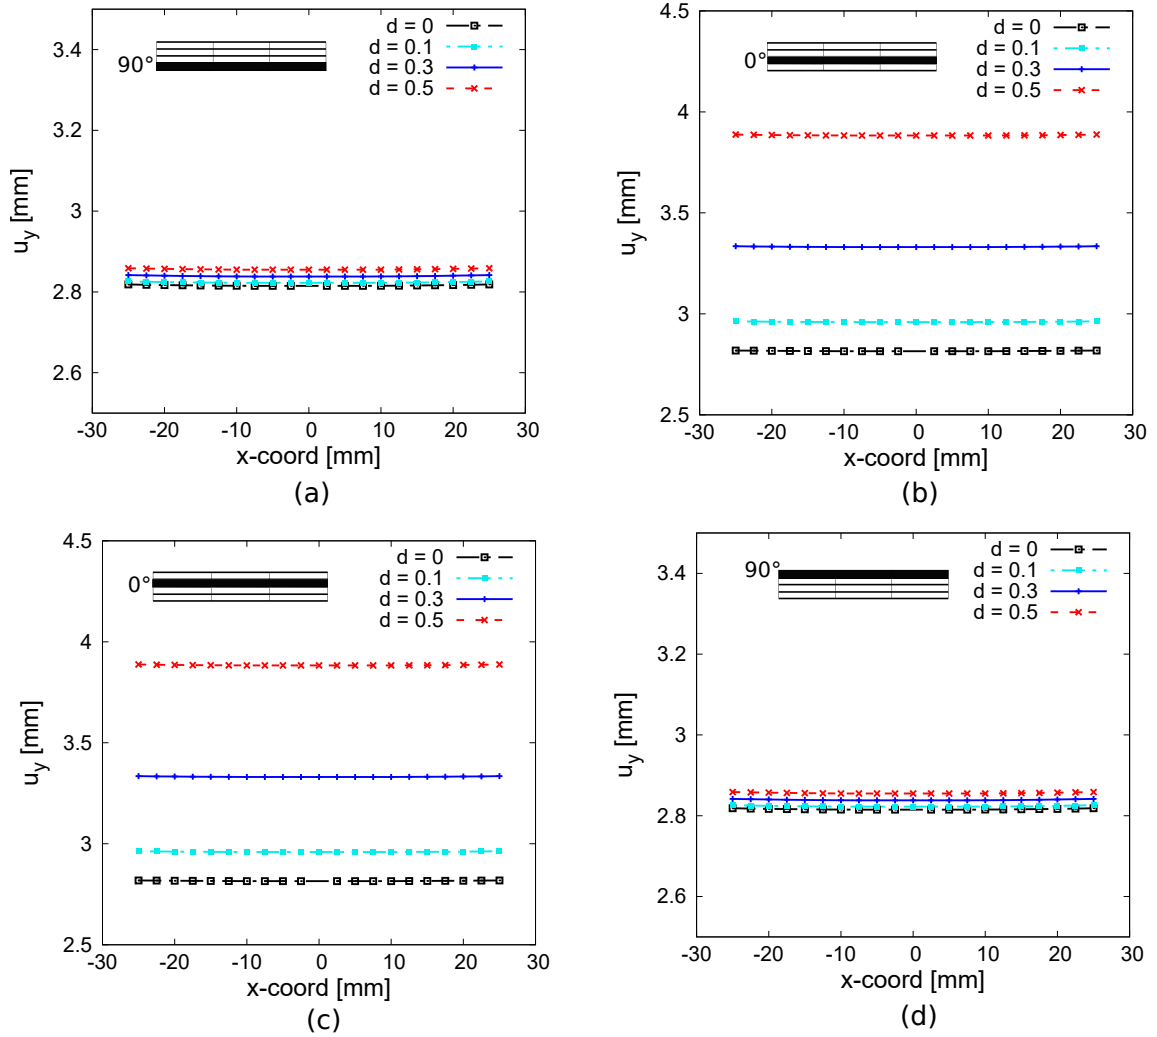 3.4
3.2
3
2.8
2.6
u_y [mm]
-30 -20 -10 0 10 20 30
x-coord [mm]
90°
d = 0
d = 0.1
d = 0.3
d = 0.5
(a)
4.5
4
3.5
3
2.5
u_y [mm]
-30 -20 -10 0 10 20 30
x-coord [mm]
0°
d = 0
d = 0.1
d = 0.3
d = 0.5
(b)
4.5
4
3.5
3
2.5
u_y [mm]
-30 -20 -10 0 10 20 30
x-coord [mm]
0°
d = 0
d = 0.1
d = 0.3
d = 0.5
(c)
3.4
3.2
3
2.8
2.6
u_y [mm]
-30 -20 -10 0 10 20 30
x-coord [mm]
90°
d = 0
d = 0.1
d = 0.3
d = 0.5
(d)